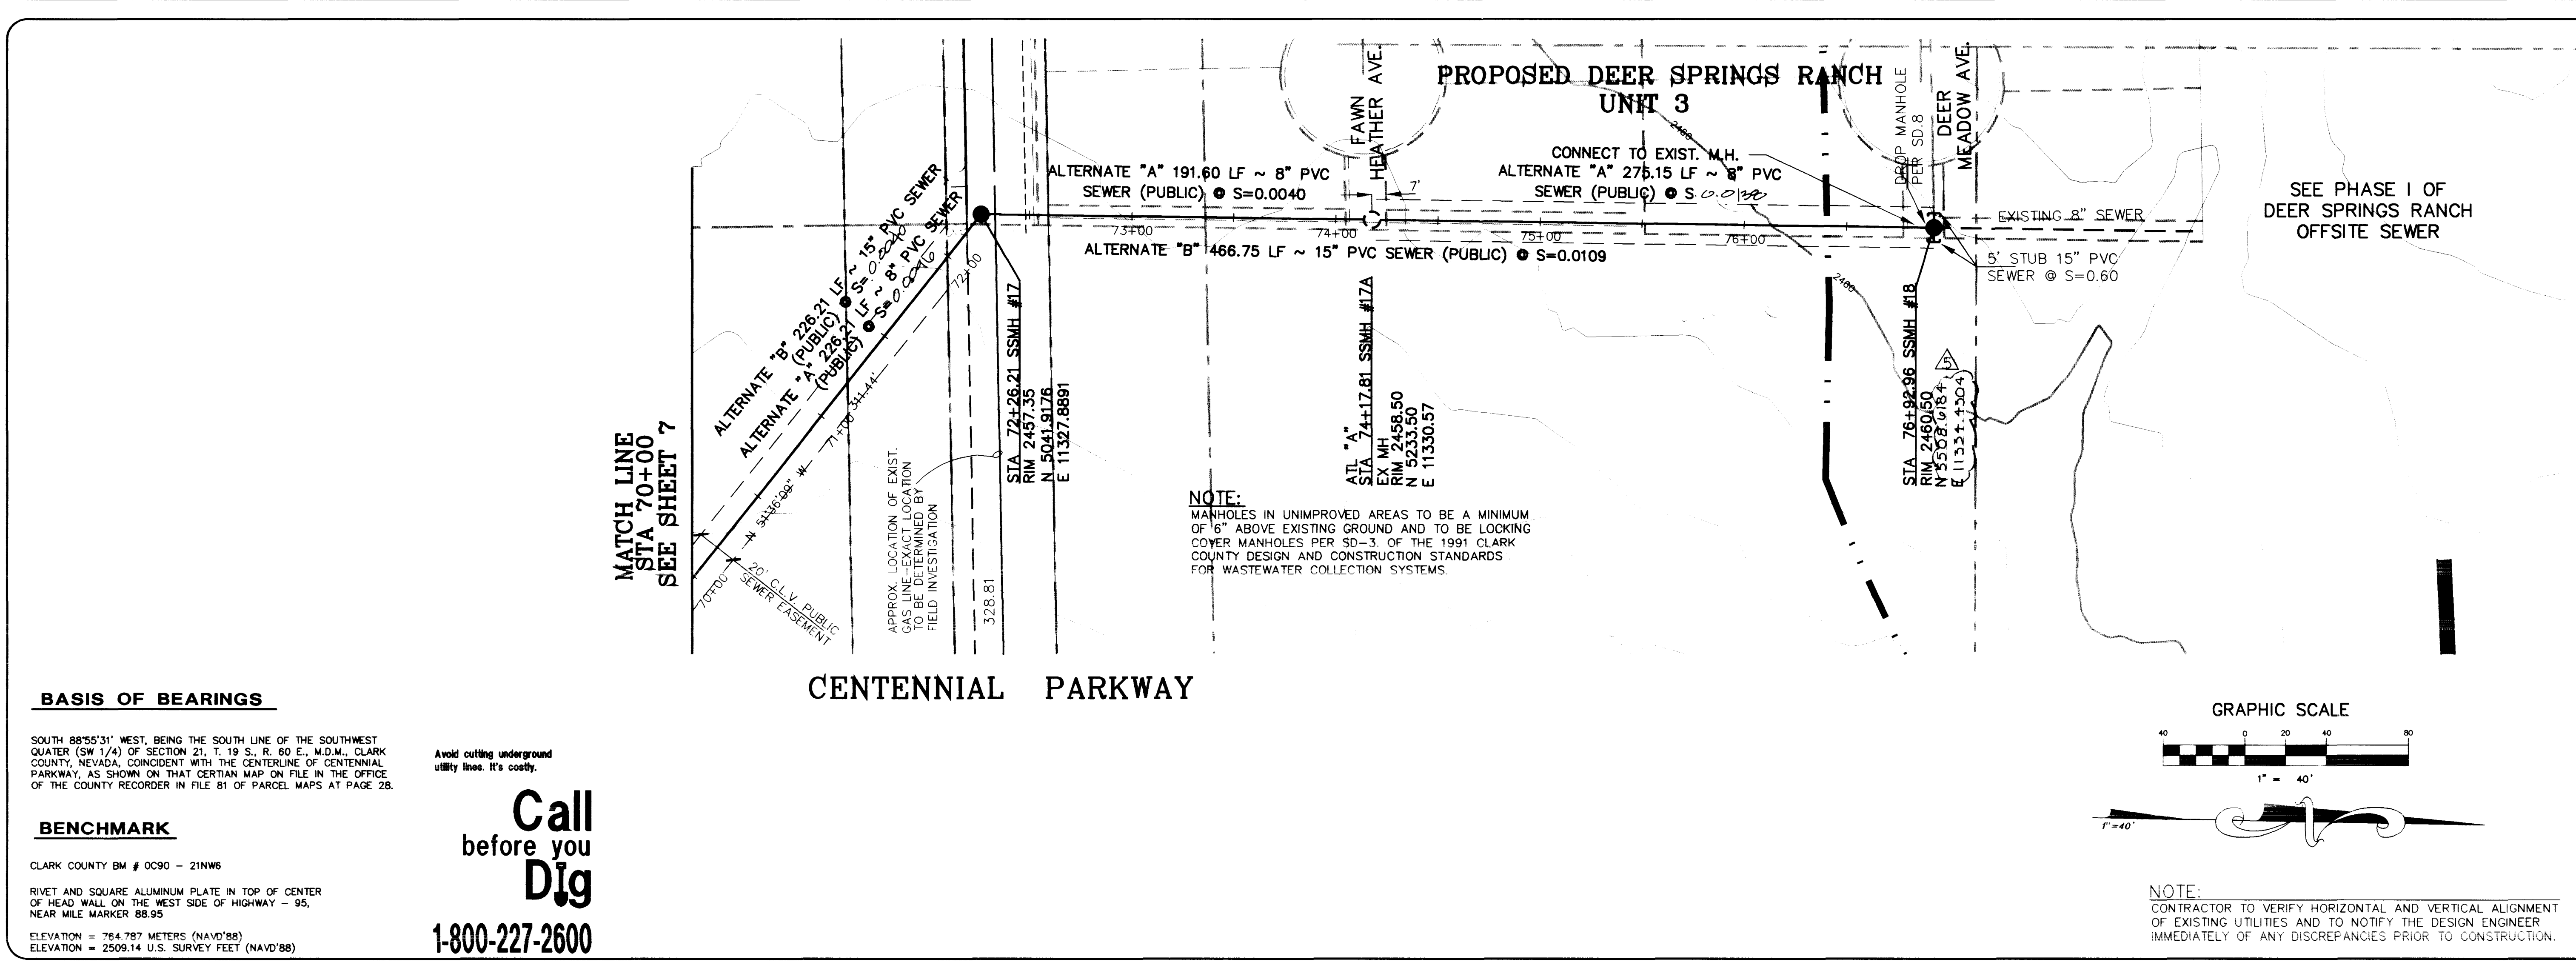 PROPOSED DEER SPRINGS RANCH
UNIT 3
FAWN
HEATHER AVE.
DROP MANHOLE
PER SD.8
DEER
MEADOW AVE.
2460
CONNECT TO EXIST. M.H.
ALTERNATE "A" 191.60 LF ~ 8" PVC
SEWER (PUBLIC) @ S=0.0040
7'
ALTERNATE "A" 275.15 LF ~ 8" PVC
SEWER (PUBLIC) @ S
73+00
74+00
75+00
76+00
ALTERNATE "B" 466.75 LF ~ 15" PVC SEWER (PUBLIC) @ S=0.0109
EXISTING 8" SEWER
5' STUB 15" PVC
SEWER @ S=0.60
SEE PHASE I OF
DEER SPRINGS RANCH
OFFSITE SEWER
ALTERNATE "B" 226.21 LF ~ 15" PVC SEWER
(PUBLIC) @ S=0.0040
ALTERNATE "A" 226.21 LF ~ 8" PVC SEWER
(PUBLIC) @ S=0.0096
72+00
71+00
311.44'
N 51°36'09" W
70+00
20' C.L.V. PUBLIC
SEWER EASEMENT
MATCH LINE
STA 70+00
SEE SHEET 7
APPROX. LOCATION OF EXIST.
GAS LINE-EXACT LOCATION
TO BE DETERMINED BY
FIELD INVESTIGATION
328.81
STA 72+26.21 SSMH #17
RIM 2457.35
N 5041.9176
E 11327.8891
ATL "A"
STA 74+17.81 SSMH #17A
EX MH
RIM 2458.50
N 5233.50
E 11330.57
2460
STA 76+92.96 SSMH #18
RIM 2460.50
N 5508.6184
E 11334.4304
5
NOTE:
MANHOLES IN UNIMPROVED AREAS TO BE A MINIMUM
OF 6" ABOVE EXISTING GROUND AND TO BE LOCKING
COVER MANHOLES PER SD-3. OF THE 1991 CLARK
COUNTY DESIGN AND CONSTRUCTION STANDARDS
FOR WASTEWATER COLLECTION SYSTEMS.
CENTENNIAL PARKWAY
BASIS OF BEARINGS
SOUTH 88°55'31' WEST, BEING THE SOUTH LINE OF THE SOUTHWEST
QUATER (SW 1/4) OF SECTION 21, T. 19 S., R. 60 E., M.D.M., CLARK
COUNTY, NEVADA, COINCIDENT WITH THE CENTERLINE OF CENTENNIAL
PARKWAY, AS SHOWN ON THAT CERTIAN MAP ON FILE IN THE OFFICE
OF THE COUNTY RECORDER IN FILE 81 OF PARCEL MAPS AT PAGE 28.
BENCHMARK
CLARK COUNTY BM # 0C90 - 21NW6
RIVET AND SQUARE ALUMINUM PLATE IN TOP OF CENTER
OF HEAD WALL ON THE WEST SIDE OF HIGHWAY - 95,
NEAR MILE MARKER 88.95
ELEVATION = 764.787 METERS (NAVD'88)
ELEVATION = 2509.14 U.S. SURVEY FEET (NAVD'88)
Avoid cutting underground
utility lines. It's costly.
Call
before you
Dig
1-800-227-2600
GRAPHIC SCALE
40 0 20 40 80
1" = 40'
1"=40'
NOTE:
CONTRACTOR TO VERIFY HORIZONTAL AND VERTICAL ALIGNMENT
OF EXISTING UTILITIES AND TO NOTIFY THE DESIGN ENGINEER
IMMEDIATELY OF ANY DISCREPANCIES PRIOR TO CONSTRUCTION.